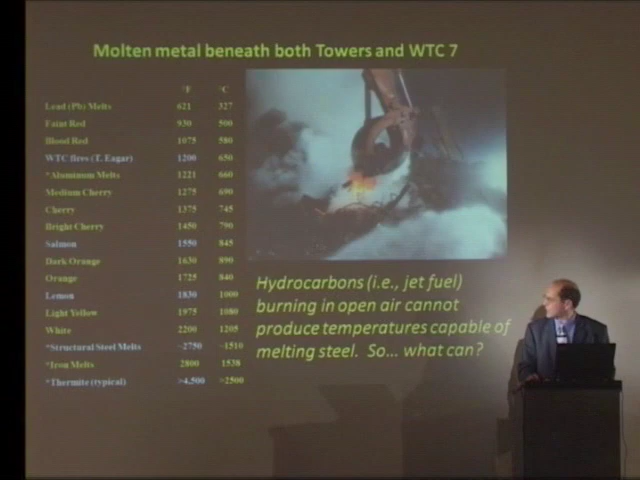 Molten metal beneath both Towers and WTC 7
°F °C
Lead (Pb) Melts 621 327
Faint Red 930 500
Blood Red 1075 580
WTC fires (T. Eagar) 1200 650
*Aluminum Melts 1221 660
Medium Cherry 1275 690
Cherry 1375 745
Bright Cherry 1450 790
Salmon 1550 845
Dark Orange 1630 890
Orange 1725 840
Lemon 1830 1000
Light Yellow 1975 1080
White 2200 1205
*Structural Steel Melts ~2750 ~1510
*Iron Melts 2800 1538
*Thermite (typical) >4,500 >2500
Hydrocarbons (i.e., jet fuel)
burning in open air cannot
produce temperatures capable of
melting steel. So... what can?